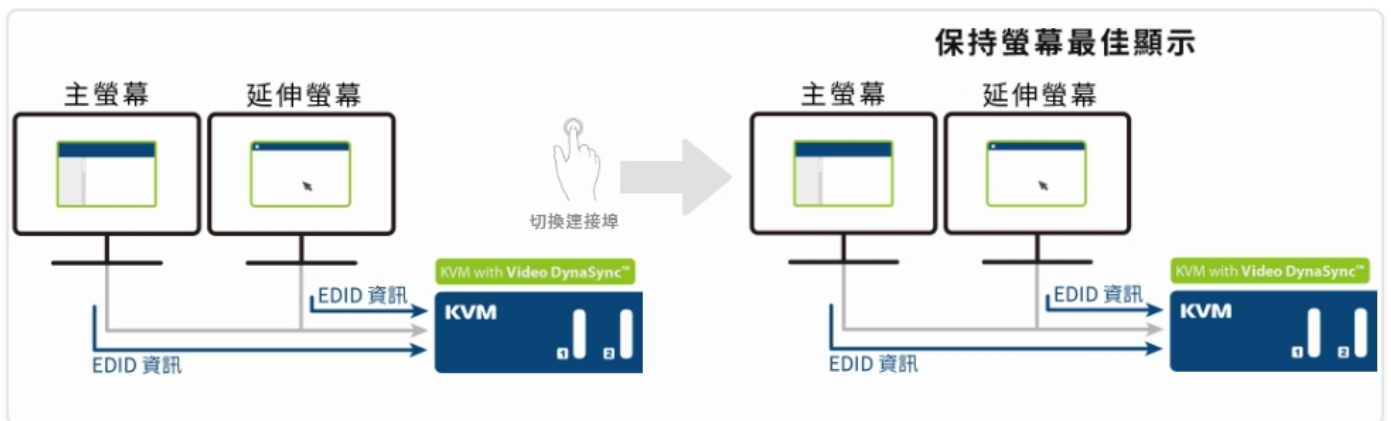 保持螢幕最佳顯示
主螢幕
延伸螢幕
切換連接埠
主螢幕
延伸螢幕
KVM with Video DynaSync™
EDID 資訊
KVM
1
2
EDID 資訊
KVM with Video DynaSync™
EDID 資訊
KVM
1
2
EDID 資訊